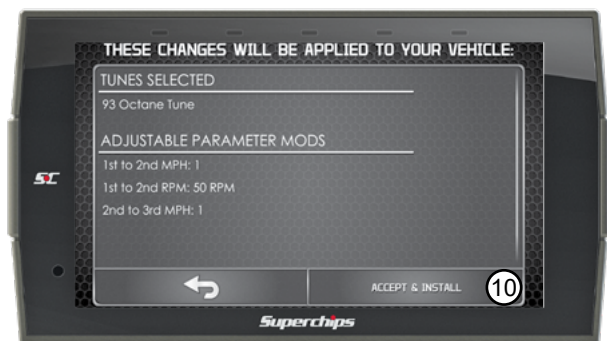 THESE CHANGES WILL BE APPLIED TO YOUR VEHICLE:
TUNES SELECTED
93 Octane Tune
ADJUSTABLE PARAMETER MODS
1st to 2nd MPH: 1
1st to 2nd RPM: 50 RPM
2nd to 3rd MPH: 1
SC
ACCEPT & INSTALL
10
Superchips